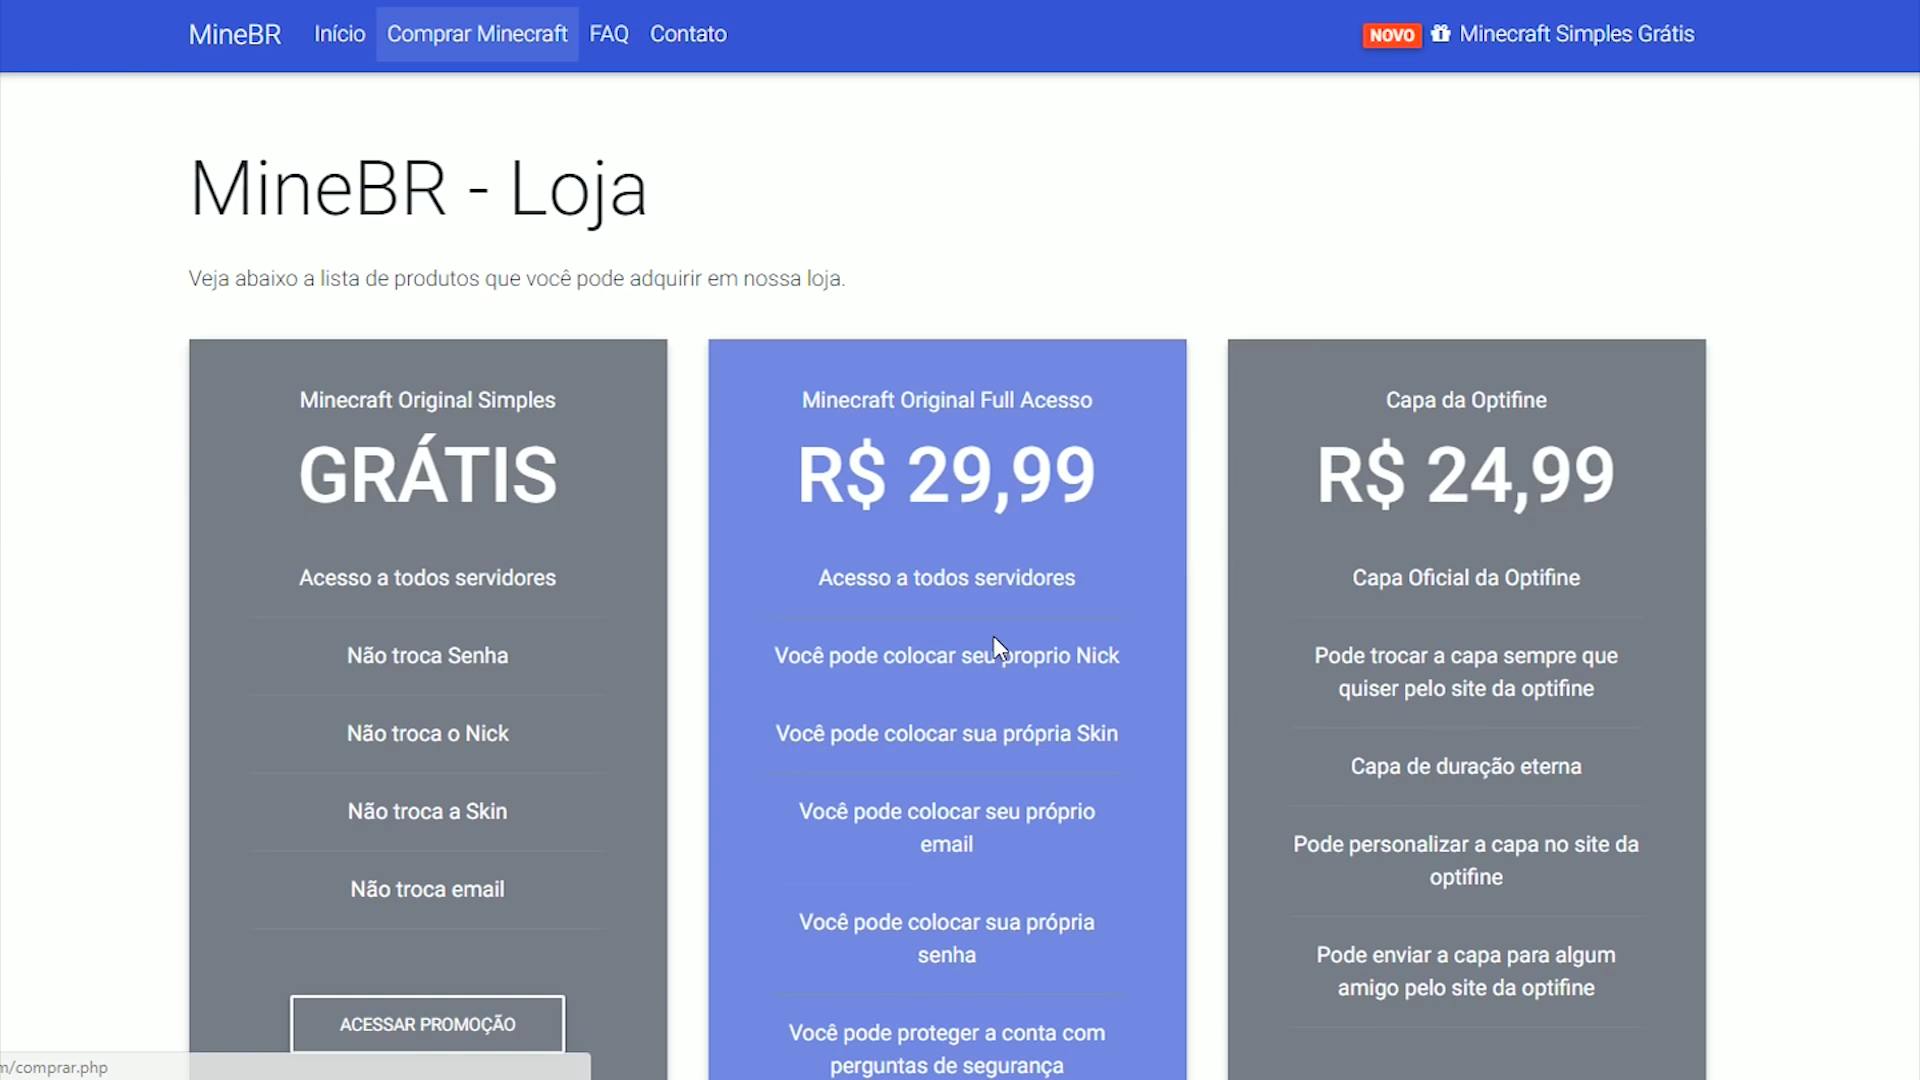 MineBR Início Comprar Minecraft FAQ Contato NOVO Minecraft Simples Grátis
MineBR - Loja
Veja abaixo a lista de produtos que você pode adquirir em nossa loja.
Minecraft Original Simples
GRÁTIS
Acesso a todos servidores
Não troca Senha
Não troca o Nick
Não troca a Skin
Não troca email
ACESSAR PROMOÇÃO
Minecraft Original Full Acesso
R$ 29,99
Acesso a todos servidores
Você pode colocar seu proprio Nick
Você pode colocar sua própria Skin
Você pode colocar seu próprio
email
Você pode colocar sua própria
senha
Você pode proteger a conta com
perguntas de segurança
Capa da Optifine
R$ 24,99
Capa Oficial da Optifine
Pode trocar a capa sempre que
quiser pelo site da optifine
Capa de duração eterna
Pode personalizar a capa no site da
optifine
Pode enviar a capa para algum
amigo pelo site da optifine
m/comprar.php